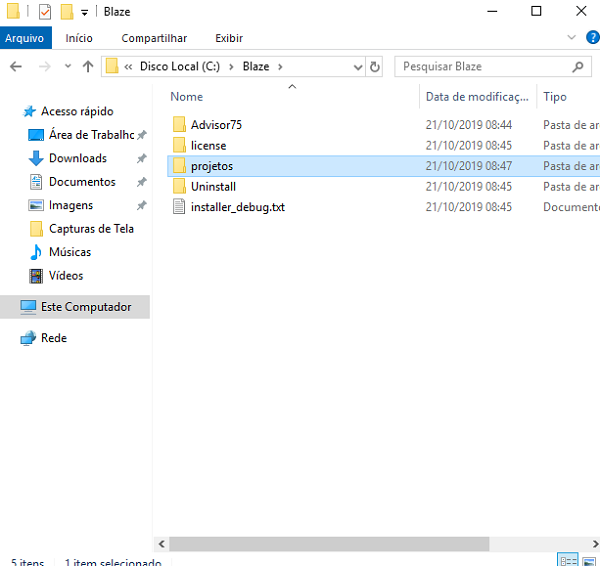 Blaze
Arquivo Início Compartilhar Exibir
« Disco Local (C:) > Blaze > Pesquisar Blaze
Nome Data de modificaç... Tipo
Acesso rápido
Área de Trabalhc
Downloads
Documentos
Imagens
Capturas de Tela
Músicas
Vídeos
Este Computador
Rede
Advisor75 21/10/2019 08:44 Pasta de ar
license 21/10/2019 08:45 Pasta de ar
projetos 21/10/2019 08:47 Pasta de ar
Uninstall 21/10/2019 08:45 Pasta de ar
installer_debug.txt 21/10/2019 08:45 Documento
5 itens 1 item selecionado